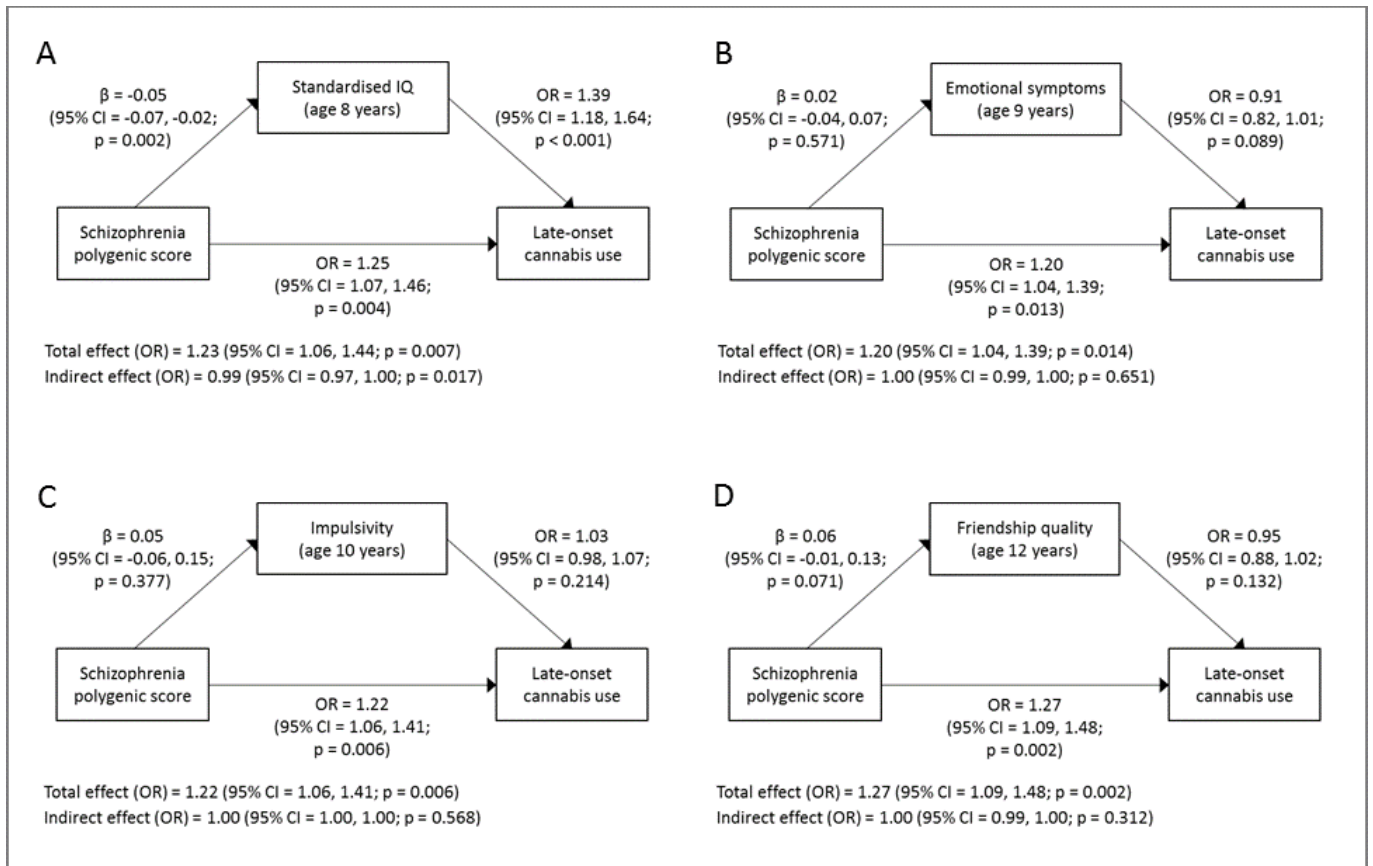 A
β = -0.05
(95% CI = -0.07, -0.02;
p = 0.002)
Standardised IQ
(age 8 years)
OR = 1.39
(95% CI = 1.18, 1.64;
p < 0.001)
Schizophrenia
polygenic score
Late-onset
cannabis use
OR = 1.25
(95% CI = 1.07, 1.46;
p = 0.004)
Total effect (OR) = 1.23 (95% CI = 1.06, 1.44; p = 0.007)
Indirect effect (OR) = 0.99 (95% CI = 0.97, 1.00; p = 0.017)
B
β = 0.02
(95% CI = -0.04, 0.07;
p = 0.571)
Emotional symptoms
(age 9 years)
OR = 0.91
(95% CI = 0.82, 1.01;
p = 0.089)
Schizophrenia
polygenic score
Late-onset
cannabis use
OR = 1.20
(95% CI = 1.04, 1.39;
p = 0.013)
Total effect (OR) = 1.20 (95% CI = 1.04, 1.39; p = 0.014)
Indirect effect (OR) = 1.00 (95% CI = 0.99, 1.00; p = 0.651)
C
β = 0.05
(95% CI = -0.06, 0.15;
p = 0.377)
Impulsivity
(age 10 years)
OR = 1.03
(95% CI = 0.98, 1.07;
p = 0.214)
Schizophrenia
polygenic score
Late-onset
cannabis use
OR = 1.22
(95% CI = 1.06, 1.41;
p = 0.006)
Total effect (OR) = 1.22 (95% CI = 1.06, 1.41; p = 0.006)
Indirect effect (OR) = 1.00 (95% CI = 1.00, 1.00; p = 0.568)
D
β = 0.06
(95% CI = -0.01, 0.13;
p = 0.071)
Friendship quality
(age 12 years)
OR = 0.95
(95% CI = 0.88, 1.02;
p = 0.132)
Schizophrenia
polygenic score
Late-onset
cannabis use
OR = 1.27
(95% CI = 1.09, 1.48;
p = 0.002)
Total effect (OR) = 1.27 (95% CI = 1.09, 1.48; p = 0.002)
Indirect effect (OR) = 1.00 (95% CI = 0.99, 1.00; p = 0.312)